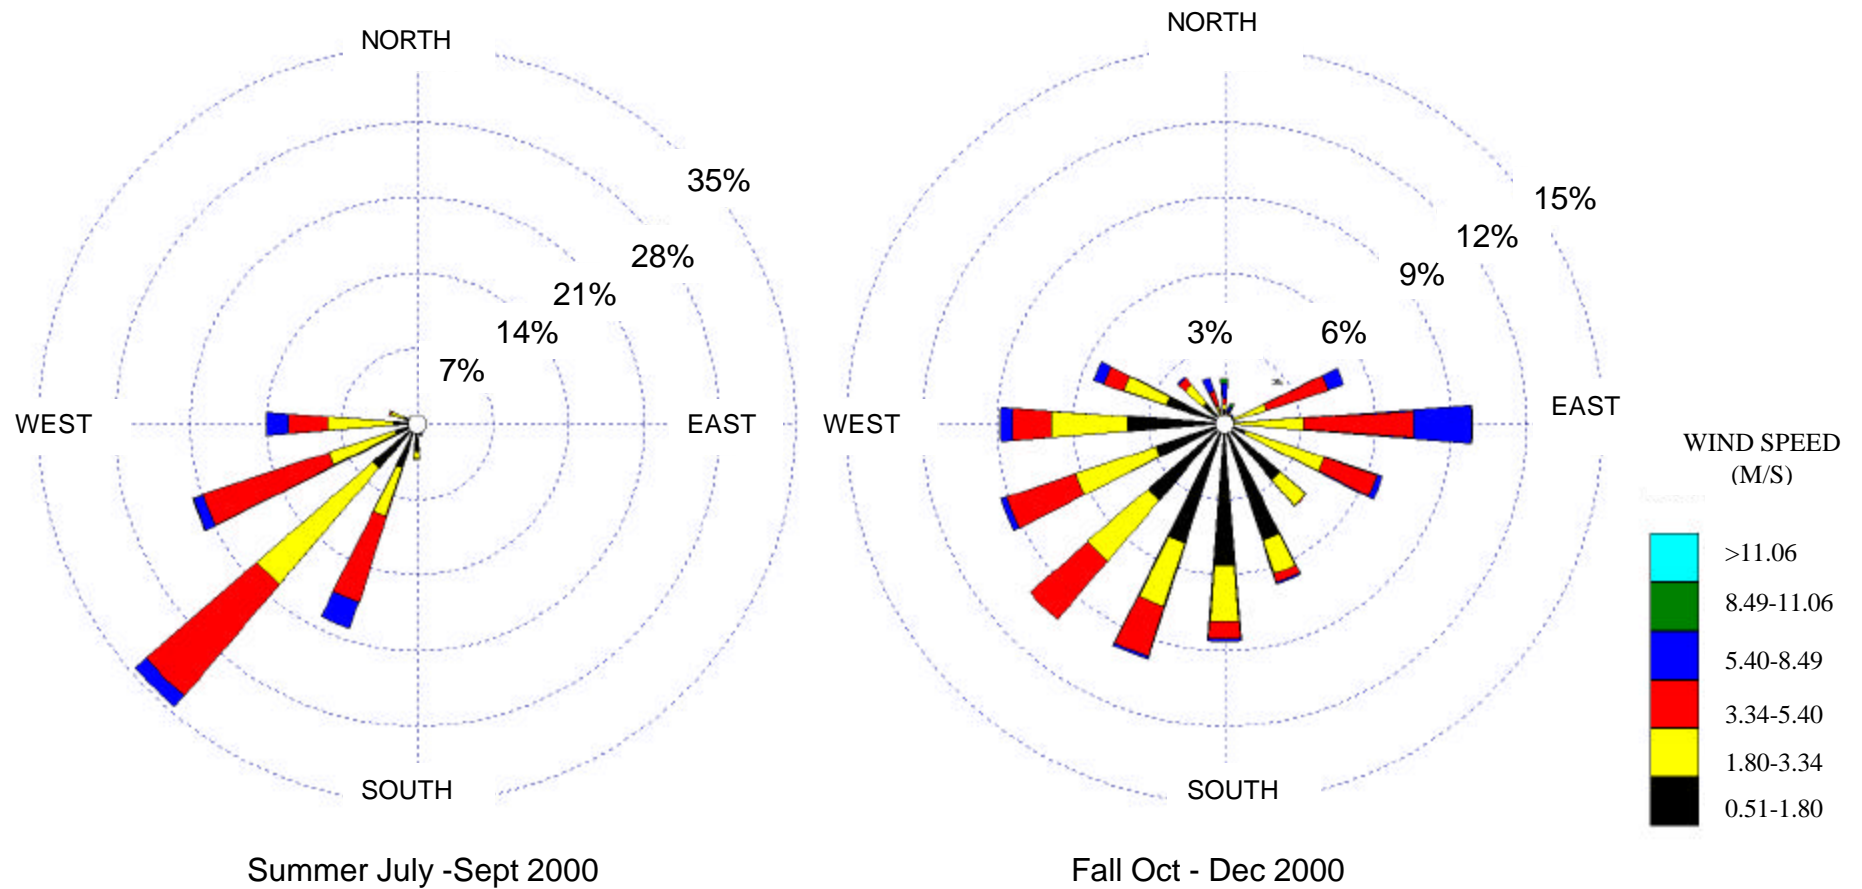 NORTH
35%
28%
21%
14%
7%
WEST
EAST
SOUTH
Summer July -Sept 2000
NORTH
15%
12%
9%
3%
6%
WEST
EAST
SOUTH
Fall Oct - Dec 2000
WIND SPEED
(M/S)
>11.06
8.49-11.06
5.40-8.49
3.34-5.40
1.80-3.34
0.51-1.80